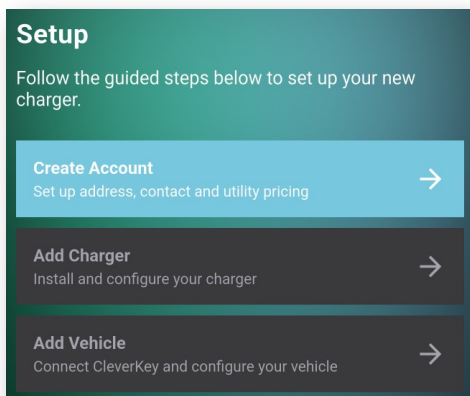 Setup
Follow the guided steps below to set up your new
charger.
Create Account
Set up address, contact and utility pricing
Add Charger
Install and configure your charger
Add Vehicle
Connect CleverKey and configure your vehicle